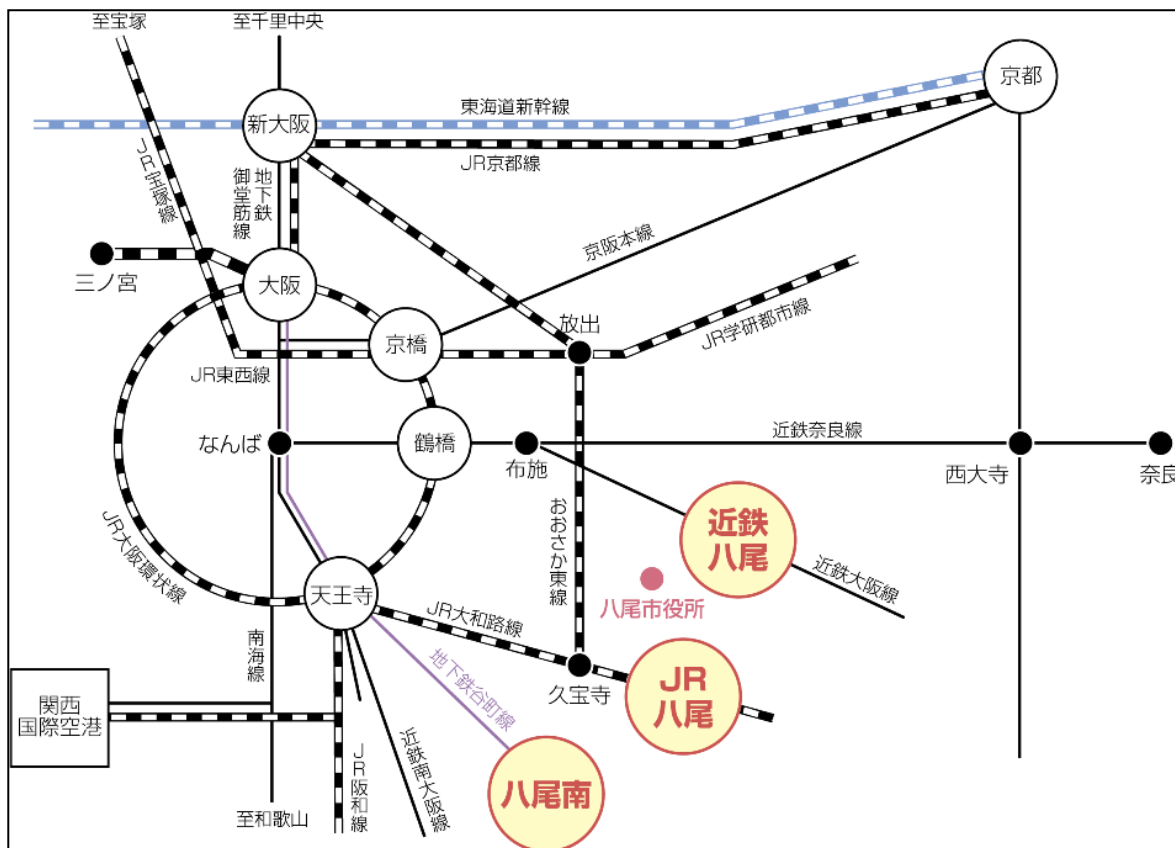 至宝塚
至千里中央
京都
東海道新幹線
新大阪
JR京都線
JR宝塚線
地下鉄
御堂筋線
京阪本線
三ノ宮
大阪
放出
JR学研都市線
京橋
JR東西線
なんば
鶴橋
布施
近鉄奈良線
西大寺
奈良
近鉄
八尾
おおさか東線
JR大阪環状線
天王寺
八尾市役所
近鉄大阪線
JR大和路線
南海線
地下鉄谷町線
久宝寺
JR
八尾
関西
国際空港
JR阪和線
近鉄南大阪線
八尾南
至和歌山